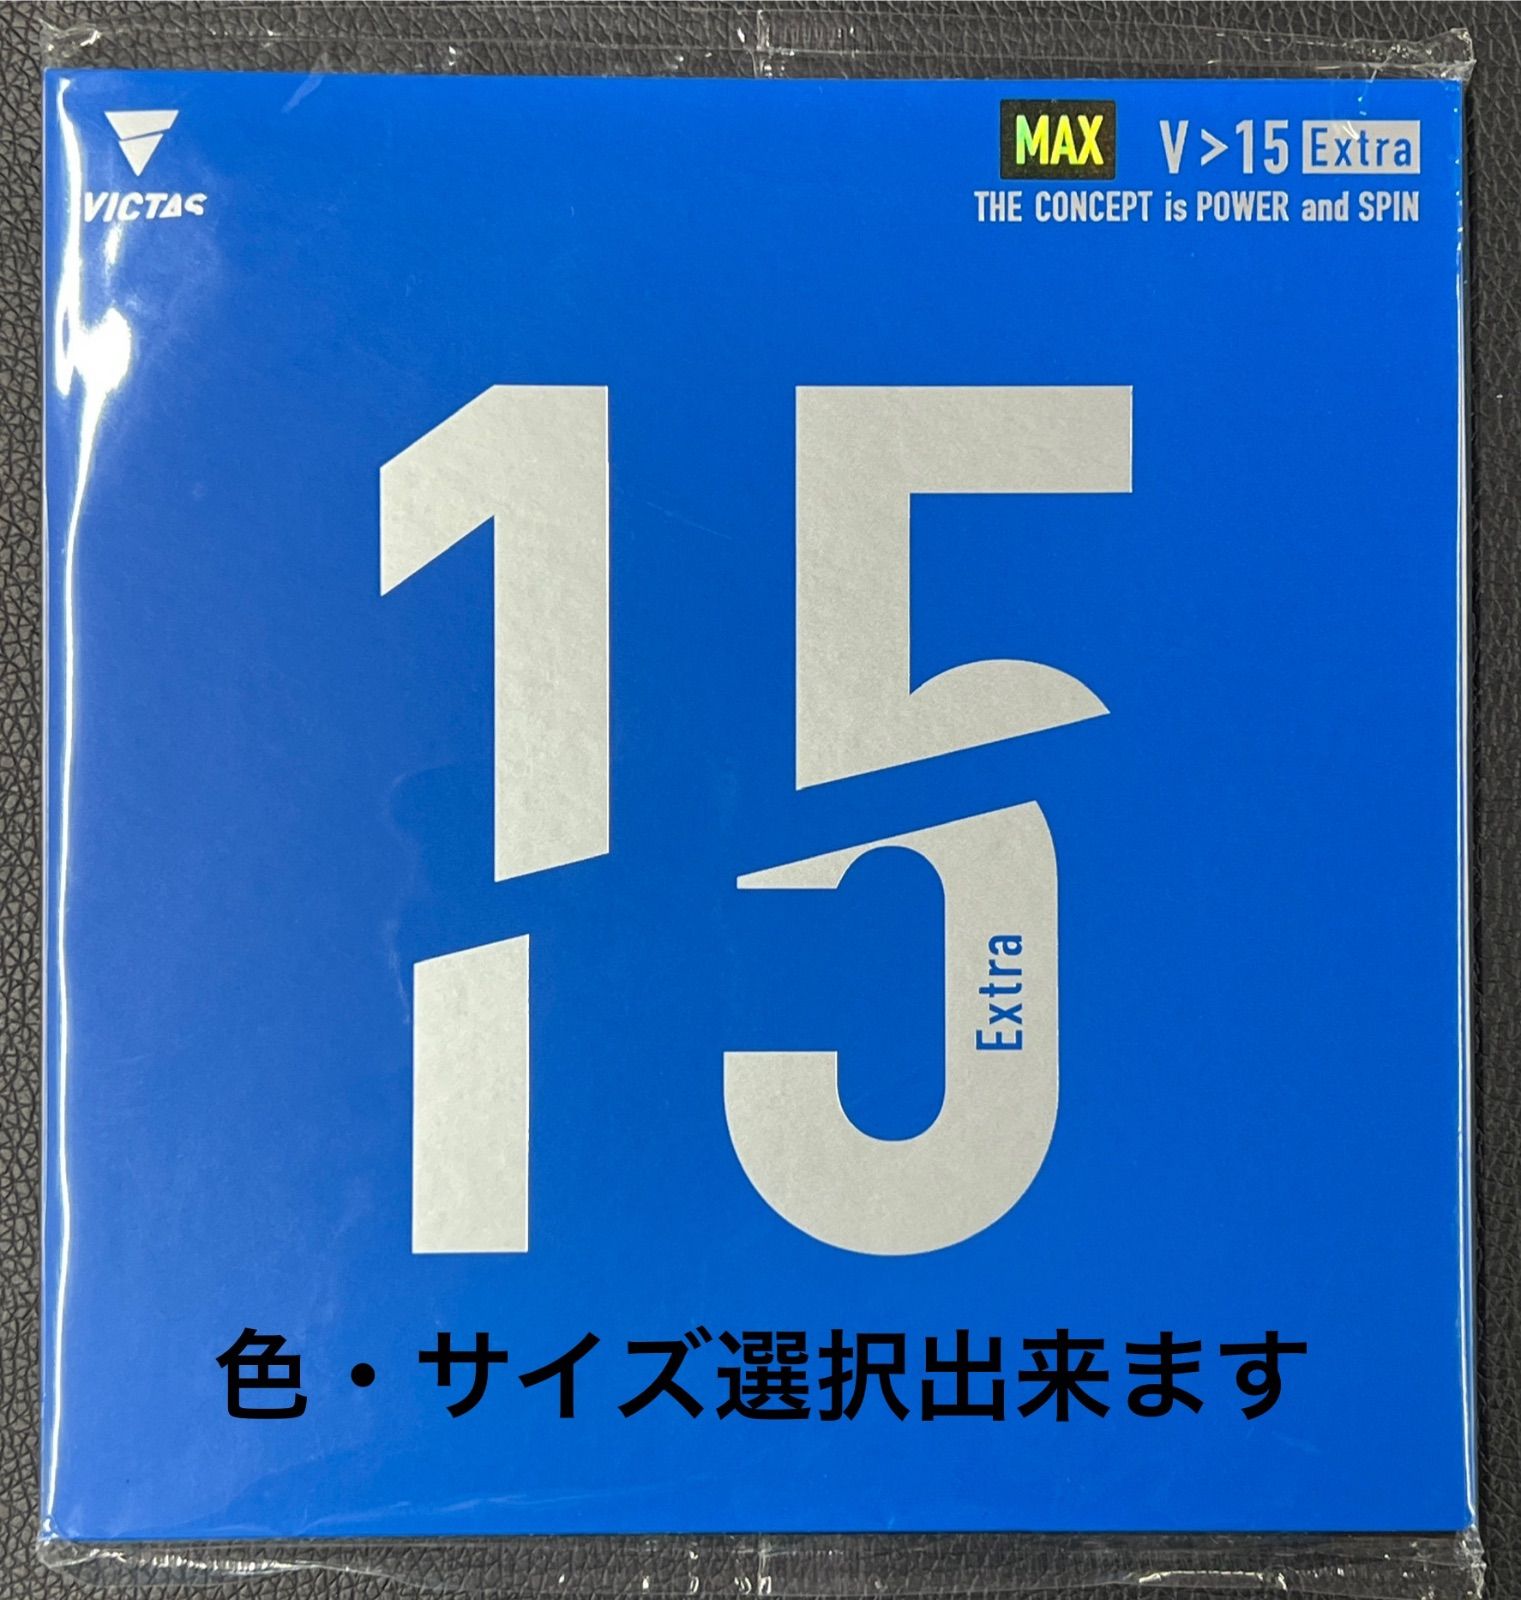 VICTAS
MAX V>15 Extra
THE CONCEPT is POWER and SPIN
15
Extra
色・サイズ選択出来ます